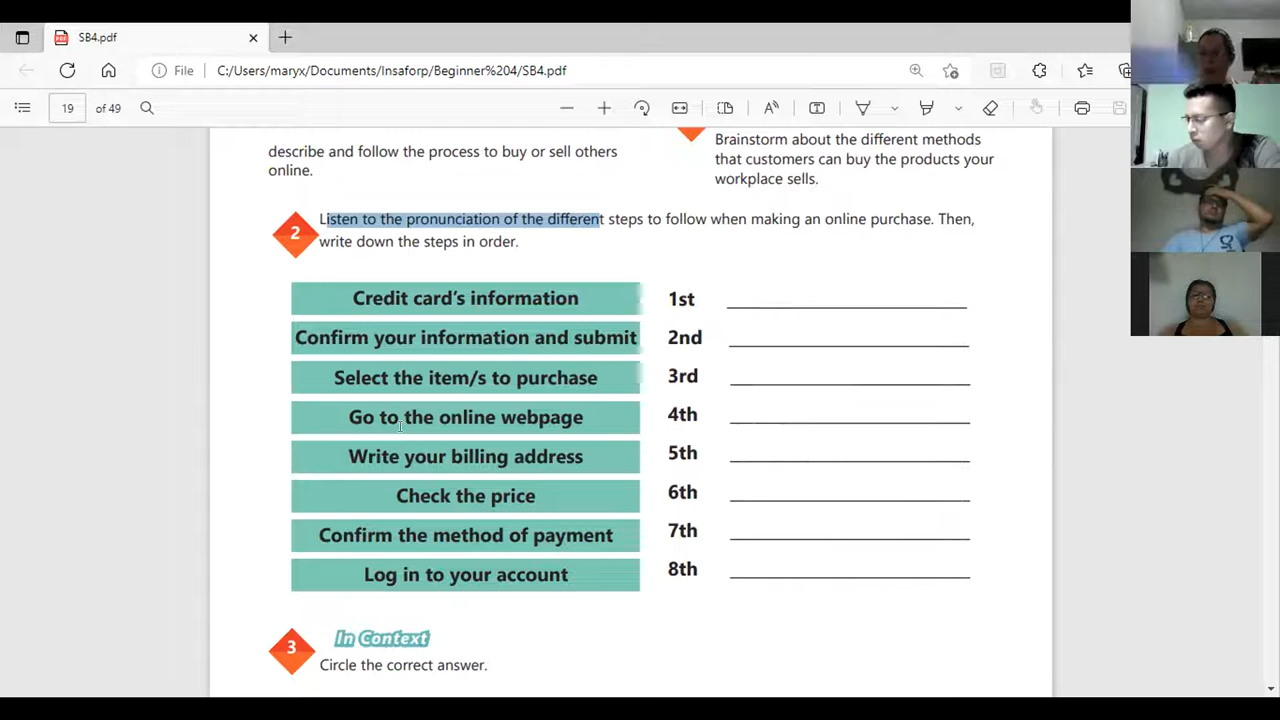 SB4.pdf
File C:/Users/maryx/Documents/Insaforp/Beginner%204/SB4.pdf
19 of 49
describe and follow the process to buy or sell others
online.
Brainstorm about the different methods
that customers can buy the products your
workplace sells.
2 Listen to the pronunciation of the different steps to follow when making an online purchase. Then,
write down the steps in order.
Credit card's information
Confirm your information and submit
Select the item/s to purchase
Go to the online webpage
Write your billing address
Check the price
Confirm the method of payment
Log in to your account
1st
2nd
3rd
4th
5th
6th
7th
8th
3 In Context
Circle the correct answer.